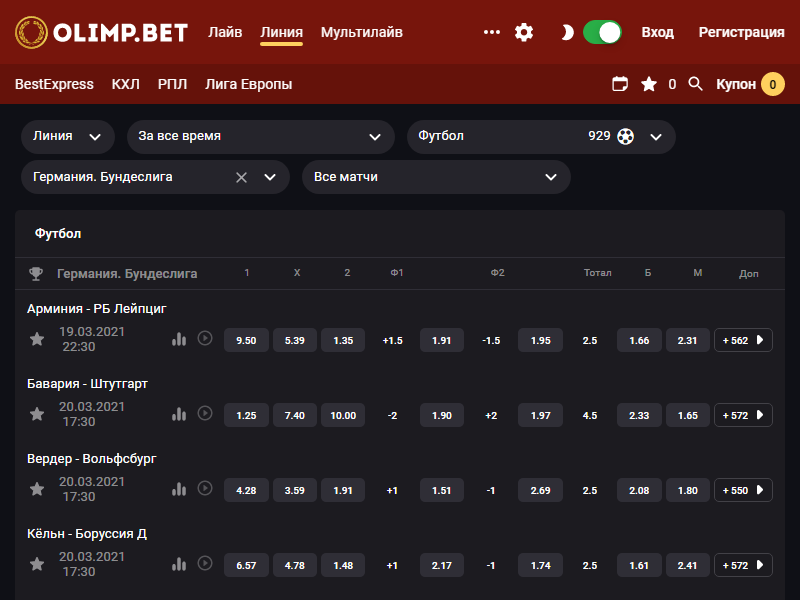 OLIMP.BET Лайв Линия Мультилайв ••• Вход Регистрация
BestExpress КХЛ РПЛ Лига Европы 0 Купон 0
Линия За все время Футбол 929
Германия. Бундеслига Все матчи
Футбол
Германия. Бундеслига 1 X 2 Ф1 Ф2 Тотал Б М Доп
Арминия - РБ Лейпциг
19.03.2021 22:30 9.50 5.39 1.35 +1.5 1.91 -1.5 1.95 2.5 1.66 2.31 +562
Бавария - Штутгарт
20.03.2021 17:30 1.25 7.40 10.00 -2 1.90 +2 1.97 4.5 2.33 1.65 +572
Вердер - Вольфсбург
20.03.2021 17:30 4.28 3.59 1.91 +1 1.51 -1 2.69 2.5 2.08 1.80 +550
Кёльн - Боруссия Д
20.03.2021 17:30 6.57 4.78 1.48 +1 2.17 -1 1.74 2.5 1.61 2.41 +572